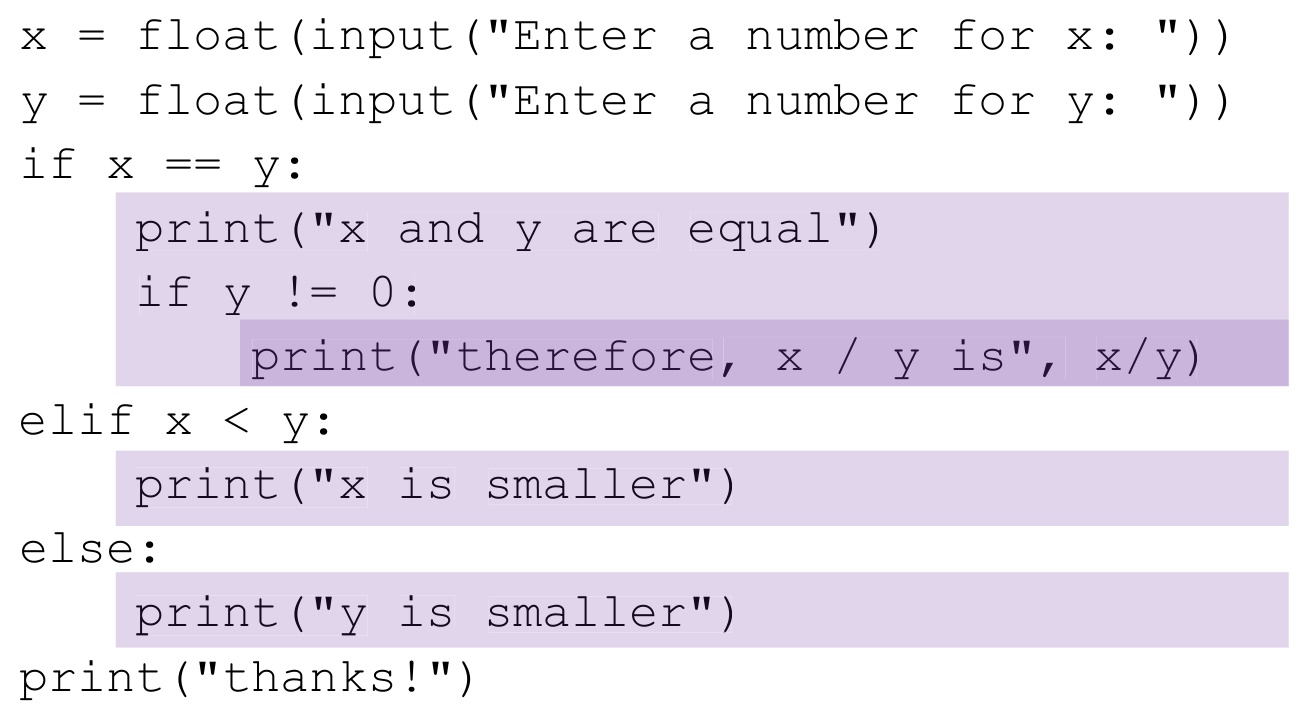 x = float(input("Enter a number for x: "))
y = float(input("Enter a number for y: "))
if x == y:
    print("x and y are equal")
    if y != 0:
        print("therefore, x / y is", x/y)
elif x < y:
    print("x is smaller")
else:
    print("y is smaller")
print("thanks!")